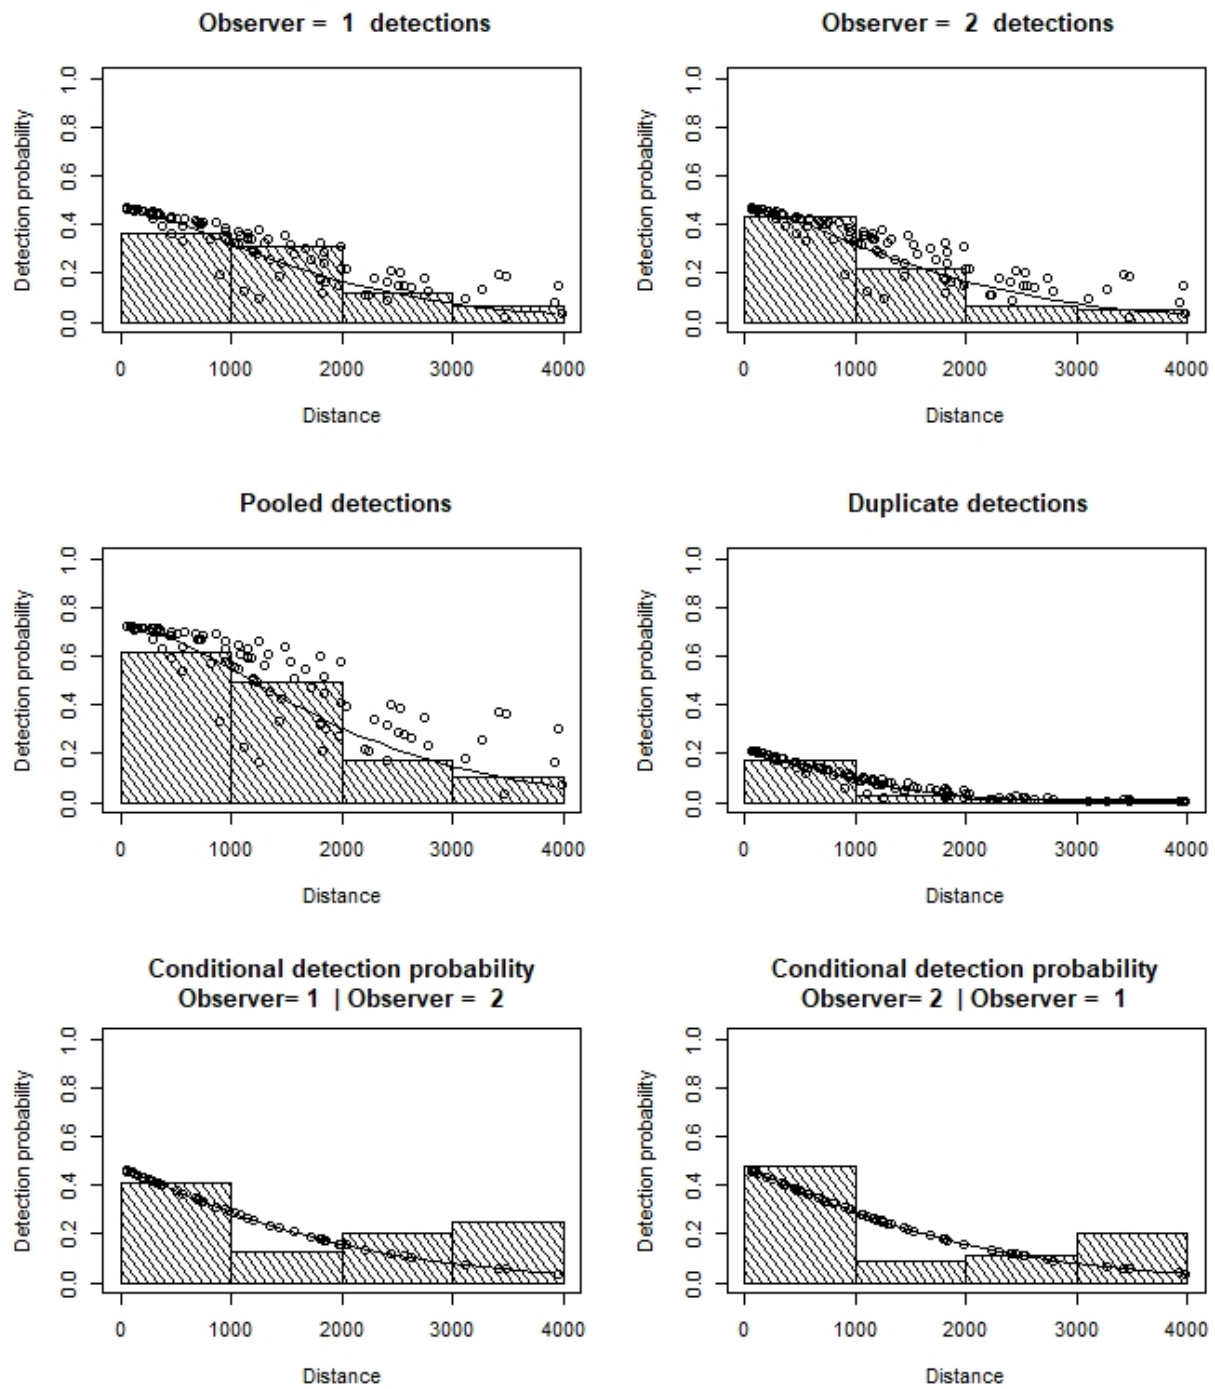 Observer = 1 detections
Detection probability
1.0
0.8
0.6
0.4
0.2
0.0
0 1000 2000 3000 4000
Distance
Observer = 2 detections
Detection probability
1.0
0.8
0.6
0.4
0.2
0.0
0 1000 2000 3000 4000
Distance
Pooled detections
Detection probability
1.0
0.8
0.6
0.4
0.2
0.0
0 1000 2000 3000 4000
Distance
Duplicate detections
Detection probability
1.0
0.8
0.6
0.4
0.2
0.0
0 1000 2000 3000 4000
Distance
Conditional detection probability
Observer= 1 | Observer = 2
Detection probability
1.0
0.8
0.6
0.4
0.2
0.0
0 1000 2000 3000 4000
Distance
Conditional detection probability
Observer= 2 | Observer = 1
Detection probability
1.0
0.8
0.6
0.4
0.2
0.0
0 1000 2000 3000 4000
Distance